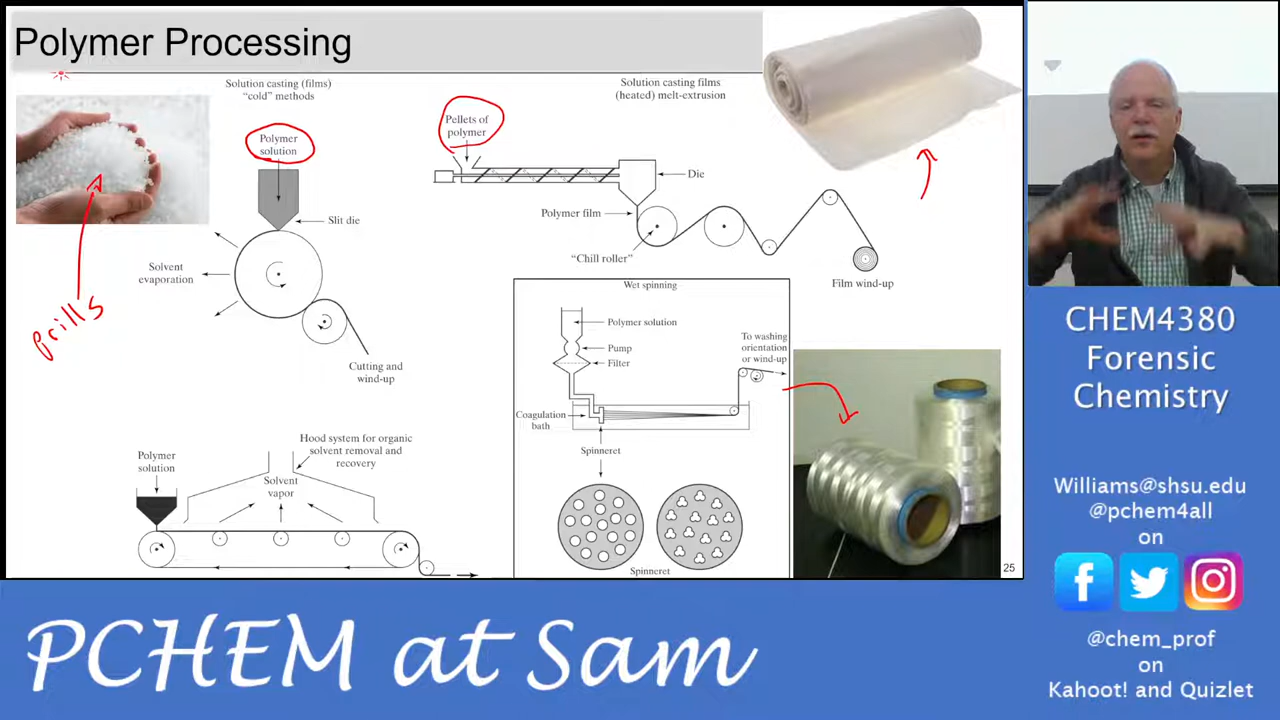 Polymer Processing
Solution casting (films)
"cold" methods
Polymer
solution
Slit die
Solvent
evaporation
Cutting and
wind-up
prills
Solution casting films
(heated) melt-extrusion
Pellets of
polymer
Die
Polymer film
"Chill roller"
Film wind-up
Wet spinning
Polymer solution
Pump
Filter
To washing
orientation
or wind-up
Coagulation
bath
Spinneret
Spinneret
Hood system for organic
solvent removal and
recovery
Polymer
solution
Solvent
vapor
25
CHEM4380
Forensic
Chemistry
Williams@shsu.edu
@pchem4all
on
@chem_prof
on
Kahoot! and Quizlet
PCHEM at Sam